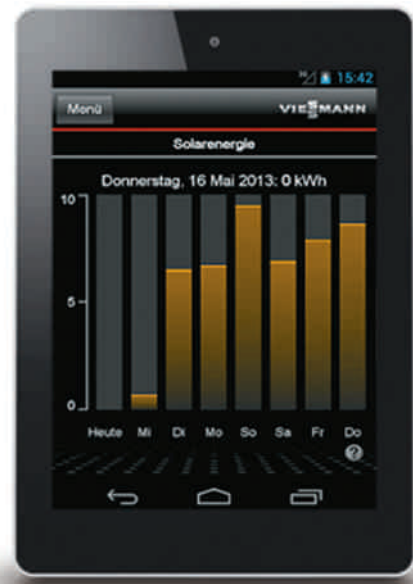 3G 15:42
Menü VIESMANN
Solarenergie
Donnerstag, 16 Mai 2013: 0 kWh
10
5
0
Heute Mi Di Mo So Sa Fr Do
?